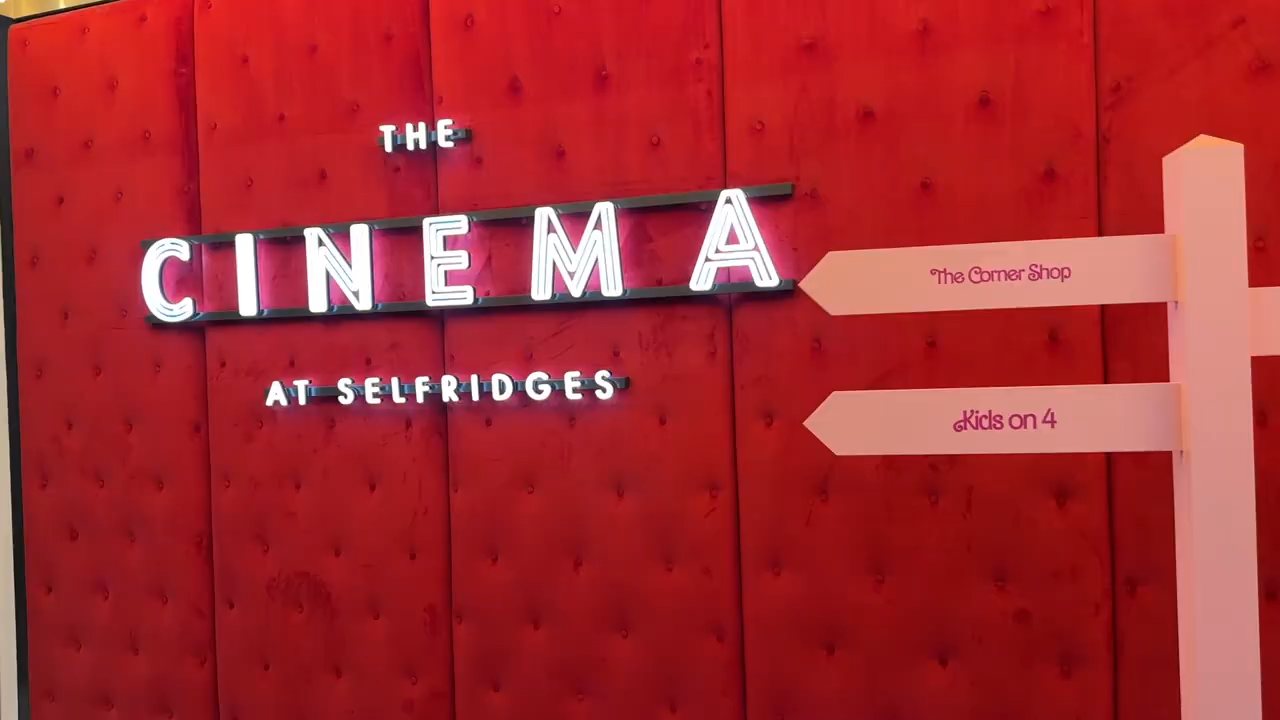 THE
CINEMA
AT SELFRIDGES
The Corner Shop
Kids on 4